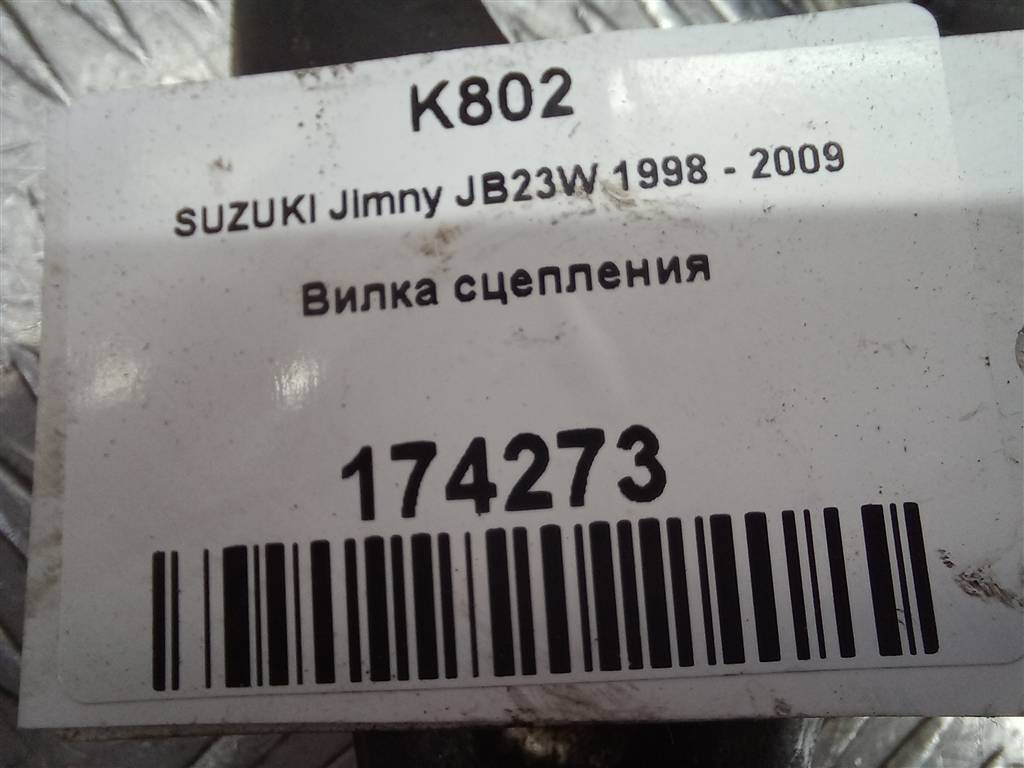 K802
SUZUKI JImny JB23W 1998 - 2009
Вилка сцепления
174273